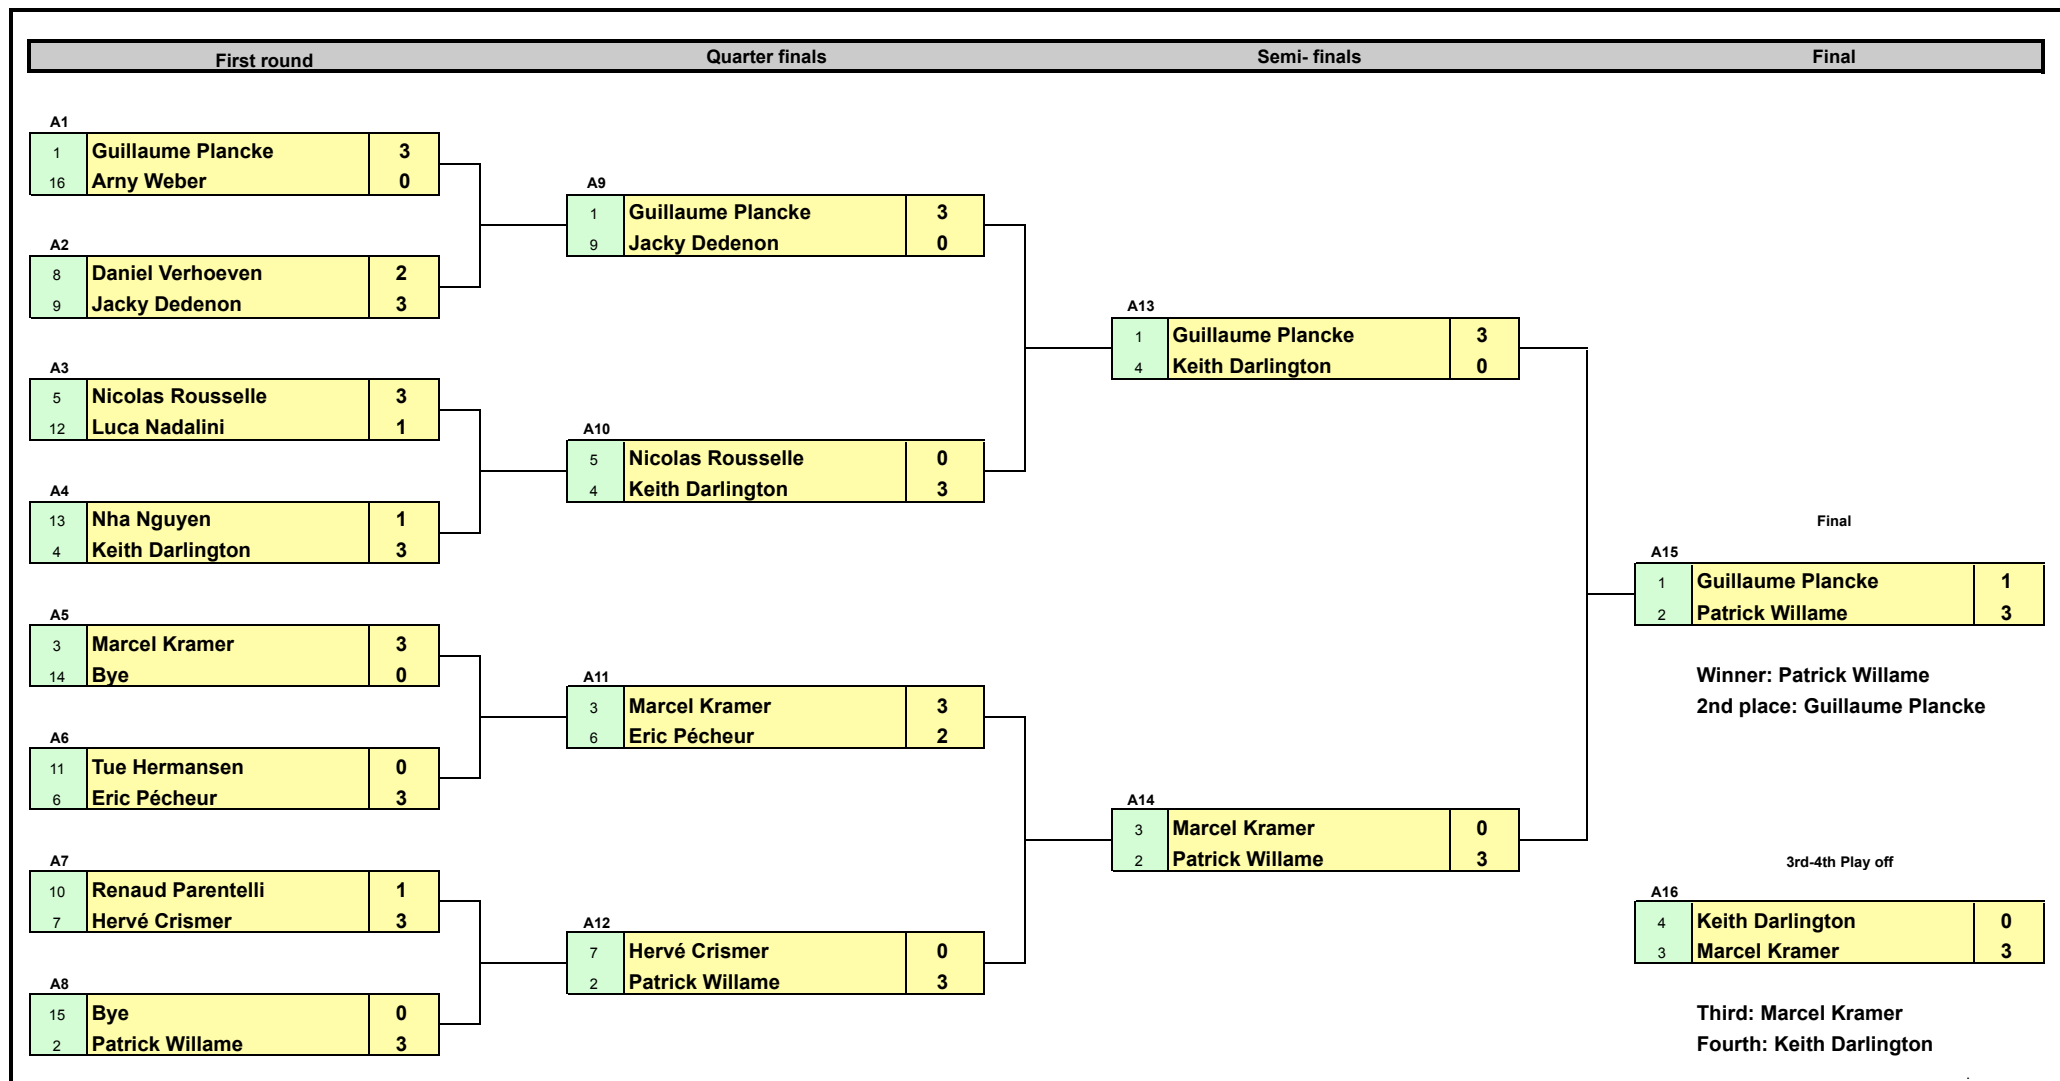 First round Quarter finals Semi- finals Final
A1
1 Guillaume Plancke 3
16 Arny Weber 0
A2
8 Daniel Verhoeven 2
9 Jacky Dedenon 3
A3
5 Nicolas Rousselle 3
12 Luca Nadalini 1
A4
13 Nha Nguyen 1
4 Keith Darlington 3
A5
3 Marcel Kramer 3
14 Bye 0
A6
11 Tue Hermansen 0
6 Eric Pécheur 3
A7
10 Renaud Parentelli 1
7 Hervé Crismer 3
A8
15 Bye 0
2 Patrick Willame 3
A9
1 Guillaume Plancke 3
9 Jacky Dedenon 0
A10
5 Nicolas Rousselle 0
4 Keith Darlington 3
A11
3 Marcel Kramer 3
6 Eric Pécheur 2
A12
7 Hervé Crismer 0
2 Patrick Willame 3
A13
1 Guillaume Plancke 3
4 Keith Darlington 0
A14
3 Marcel Kramer 0
2 Patrick Willame 3
Final
A15
1 Guillaume Plancke 1
2 Patrick Willame 3
Winner: Patrick Willame
2nd place: Guillaume Plancke
3rd-4th Play off
A16
4 Keith Darlington 0
3 Marcel Kramer 3
Third: Marcel Kramer
Fourth: Keith Darlington